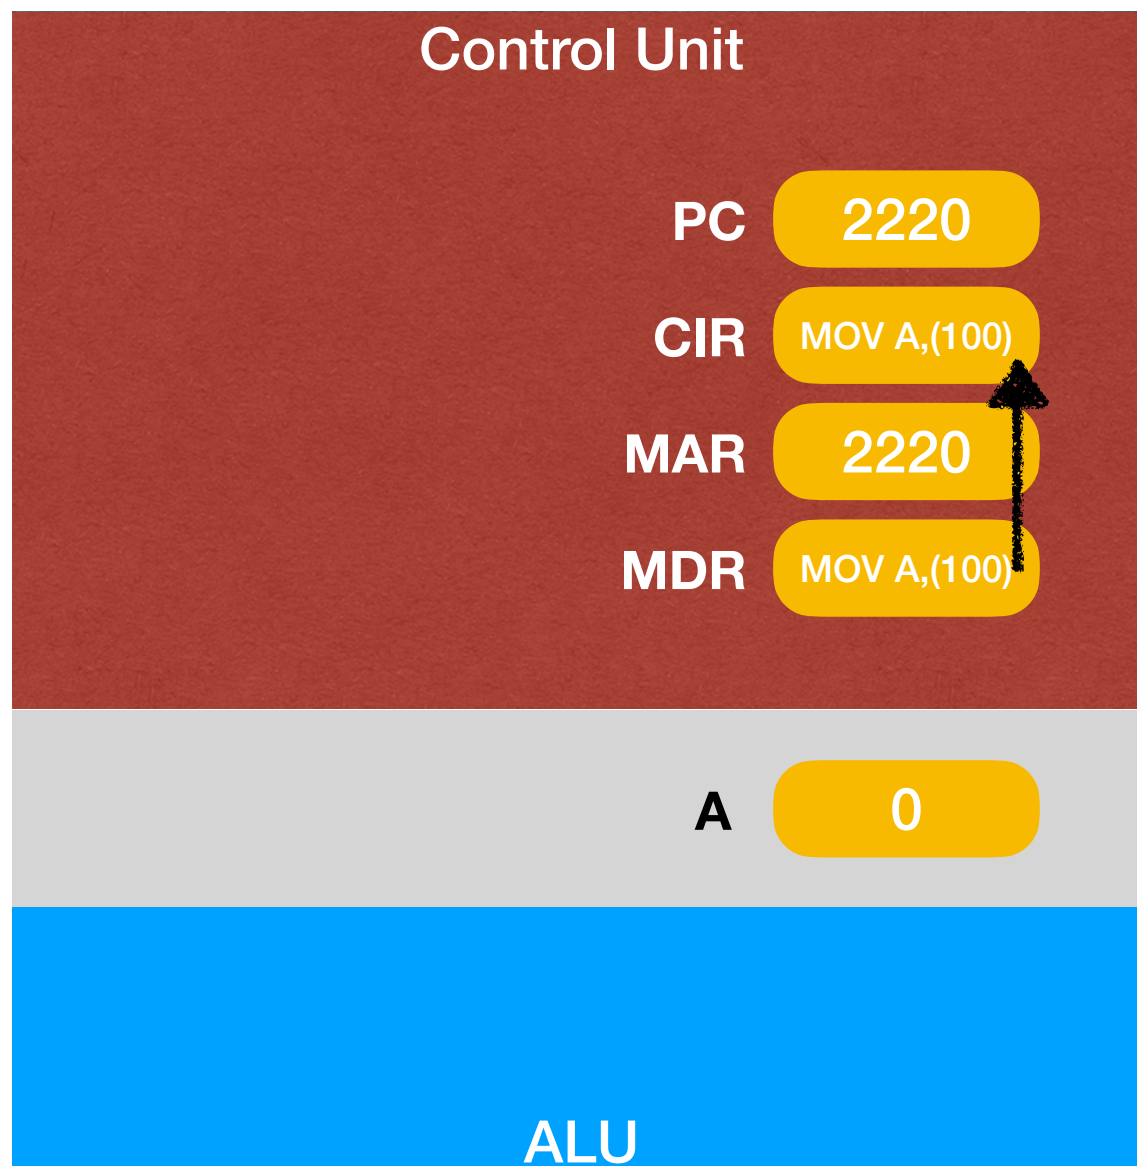 Control Unit
PC 2220
CIR MOV A,(100)
MAR 2220
MDR MOV A,(100)
A 0
ALU